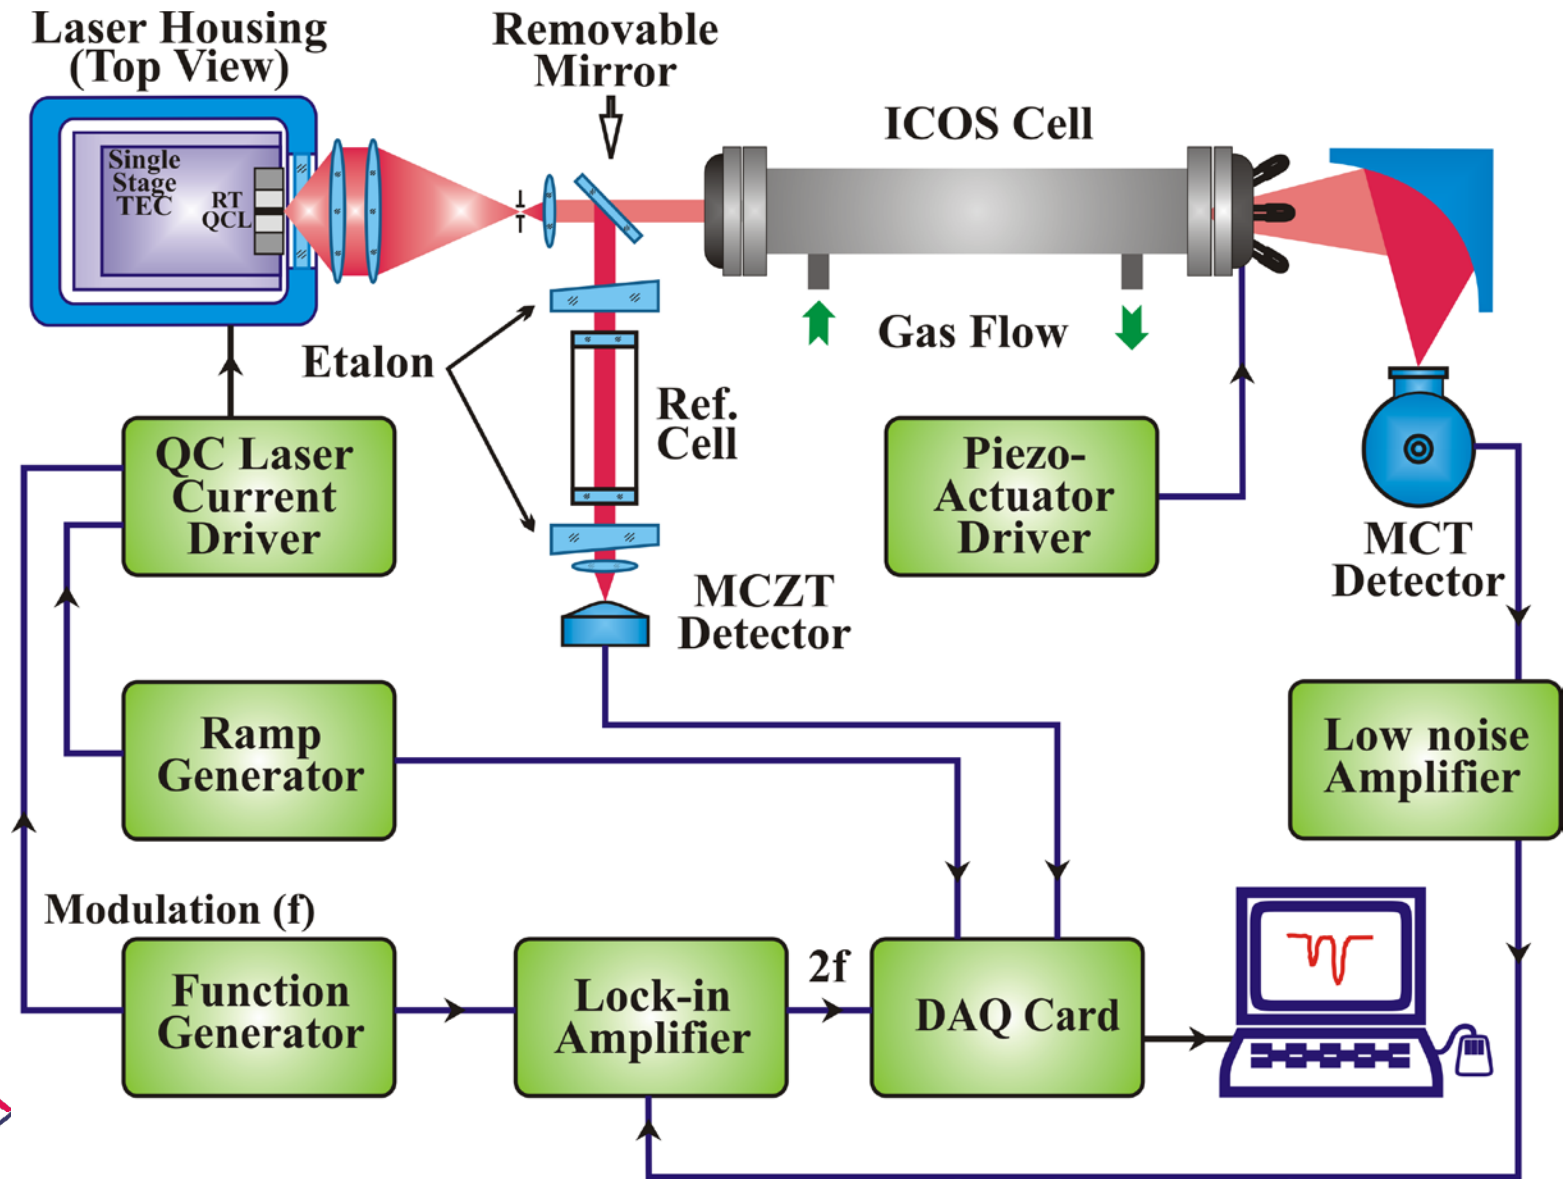 Laser Housing
(Top View)
Removable
Mirror
ICOS Cell
Single
Stage
TEC
RT
QCL
Etalon
Gas Flow
Ref.
Cell
QC Laser
Current
Driver
Piezo-
Actuator
Driver
MCT
Detector
MCZT
Detector
Ramp
Generator
Low noise
Amplifier
Modulation (f)
Function
Generator
Lock-in
Amplifier
2f
DAQ Card